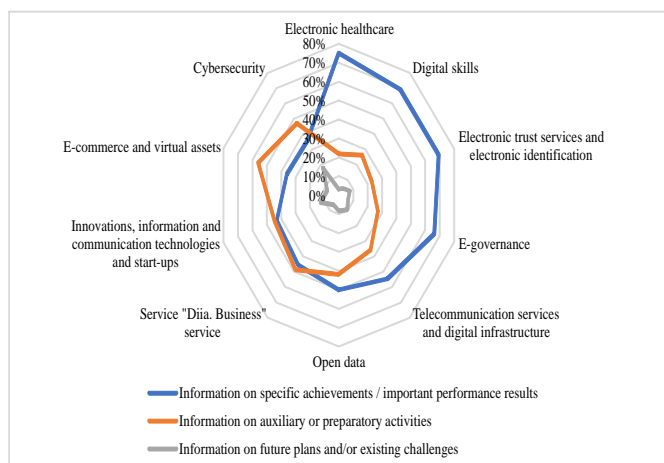 Electronic healthcare
80%
70%
60%
50%
40%
30%
20%
10%
0%
Digital skills
Electronic trust services and
electronic identification
E-governance
Telecommunication services
and digital infrastructure
Open data
Service "Diia. Business"
service
Innovations, information and
communication technologies
and start-ups
E-commerce and virtual assets
Cybersecurity
Information on specific achievements / important performance results
Information on auxiliary or preparatory activities
Information on future plans and/or existing challenges